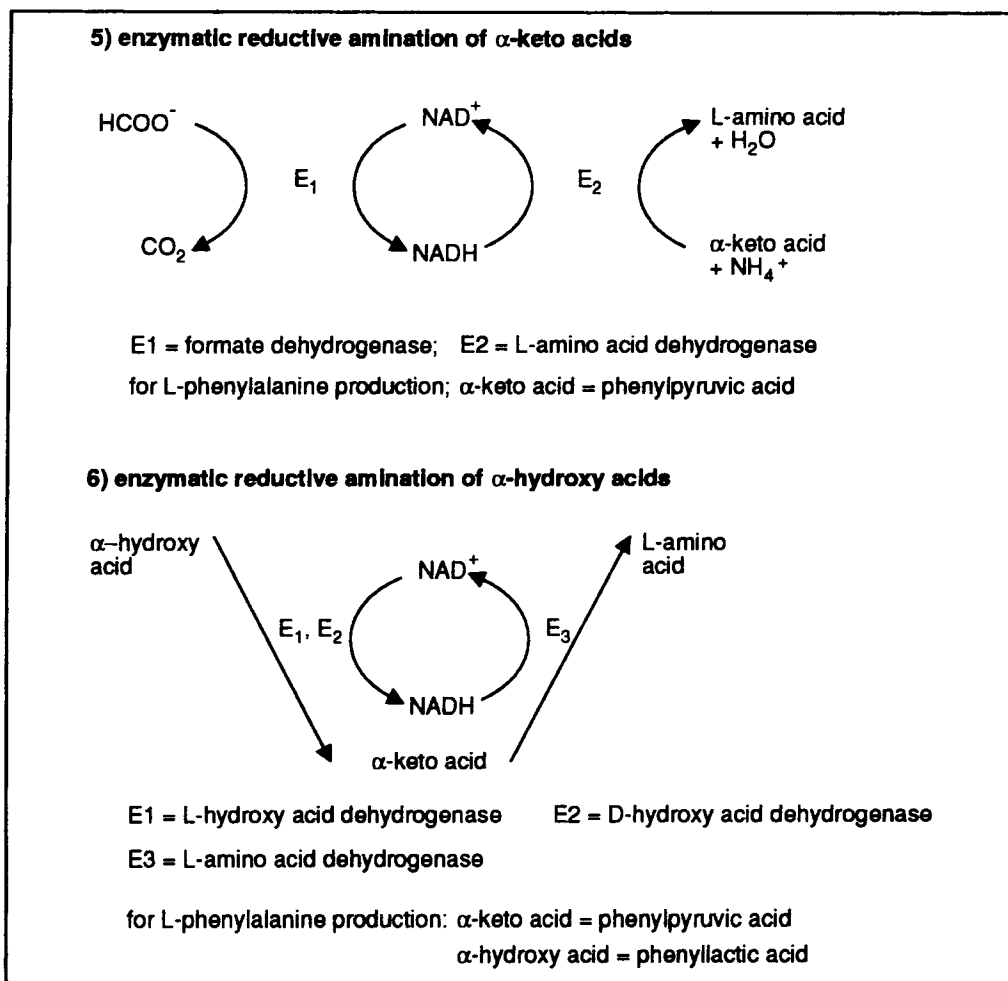 5) enzymatic reductive amination of α-keto acids
HCOO⁻ NAD⁺ L-amino acid
+ H₂O
E₁ E₂
CO₂ NADH α-keto acid
+ NH₄⁺
E1 = formate dehydrogenase; E2 = L-amino acid dehydrogenase
for L-phenylalanine production; α-keto acid = phenylpyruvic acid
6) enzymatic reductive amination of α-hydroxy acids
α–hydroxy L-amino
acid NAD⁺ acid
E₁, E₂ E₃
NADH
α-keto acid
E1 = L-hydroxy acid dehydrogenase E2 = D-hydroxy acid dehydrogenase
E3 = L-amino acid dehydrogenase
for L-phenylalanine production: α-keto acid = phenylpyruvic acid
α-hydroxy acid = phenyllactic acid